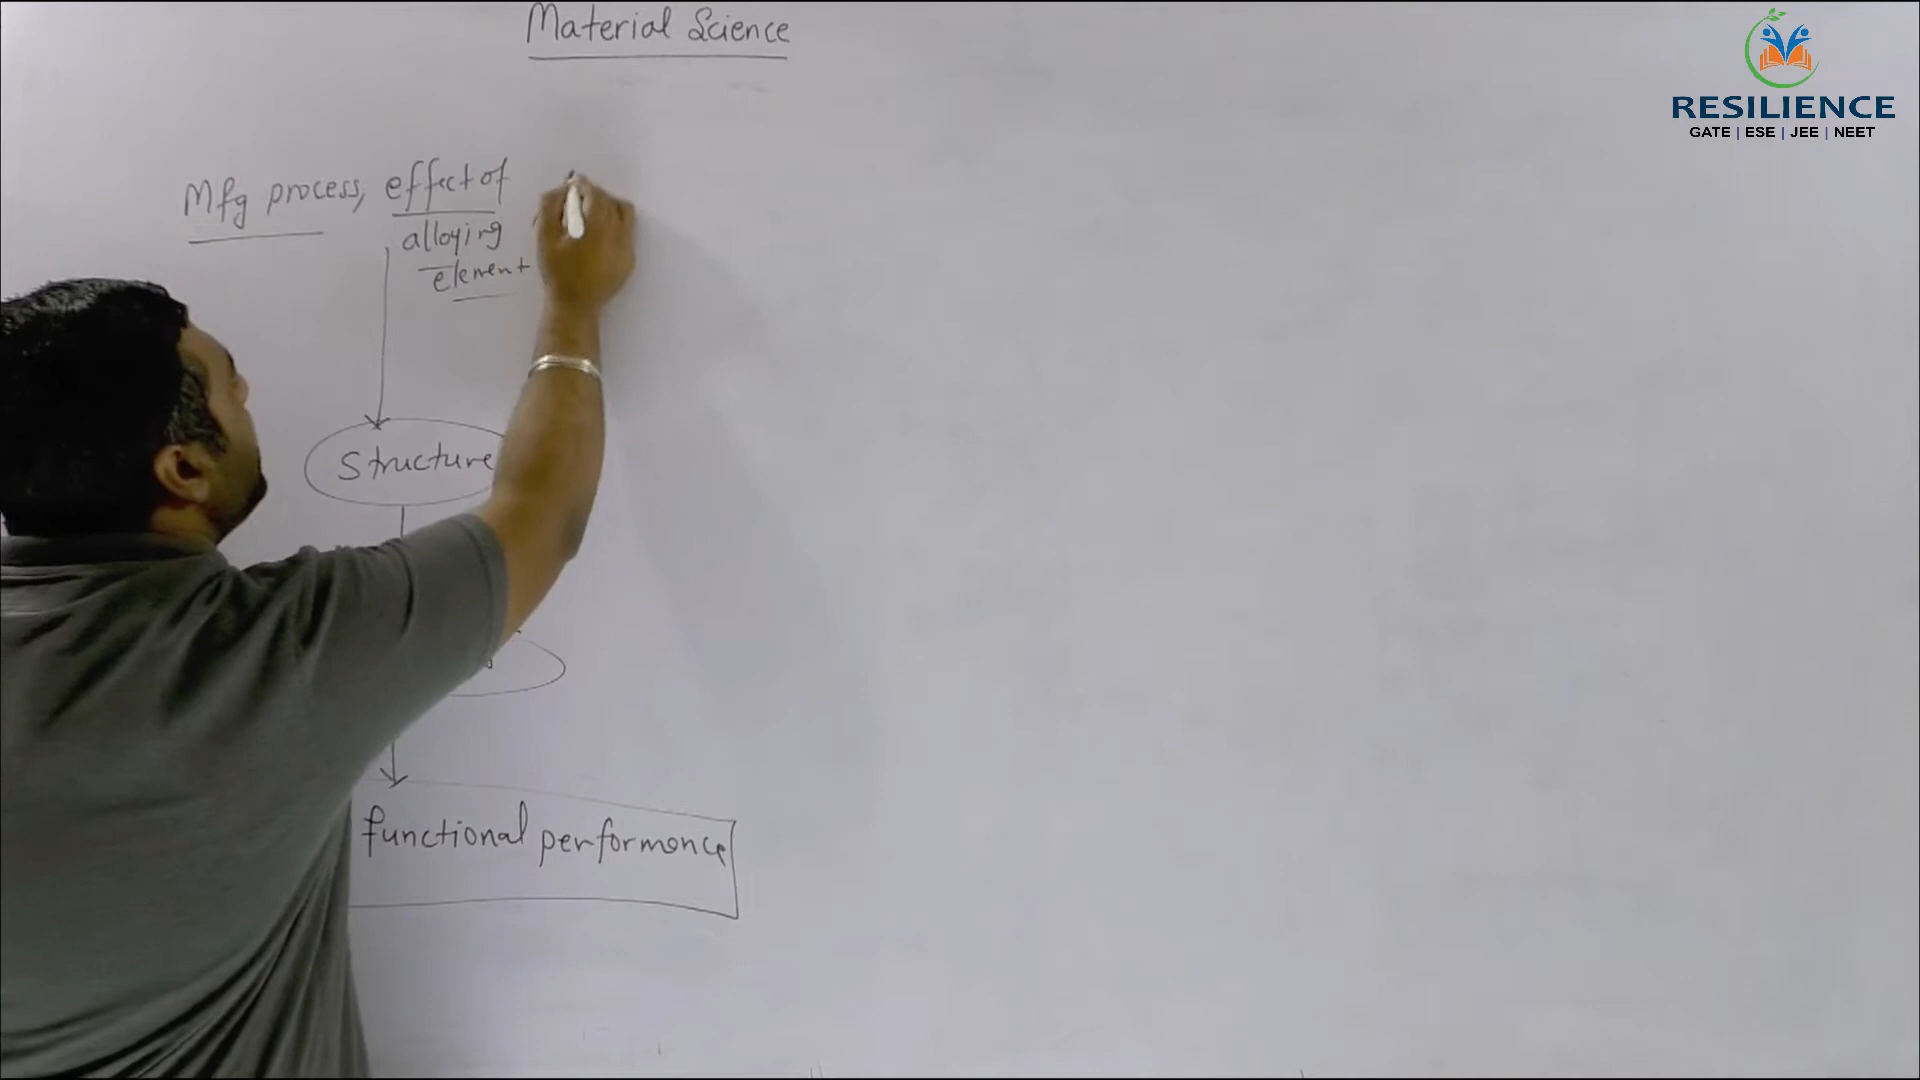 Material Science
RESILIENCE
GATE | ESE | JEE | NEET
Mfg process, effect of
alloying
element
Structure
functional performance